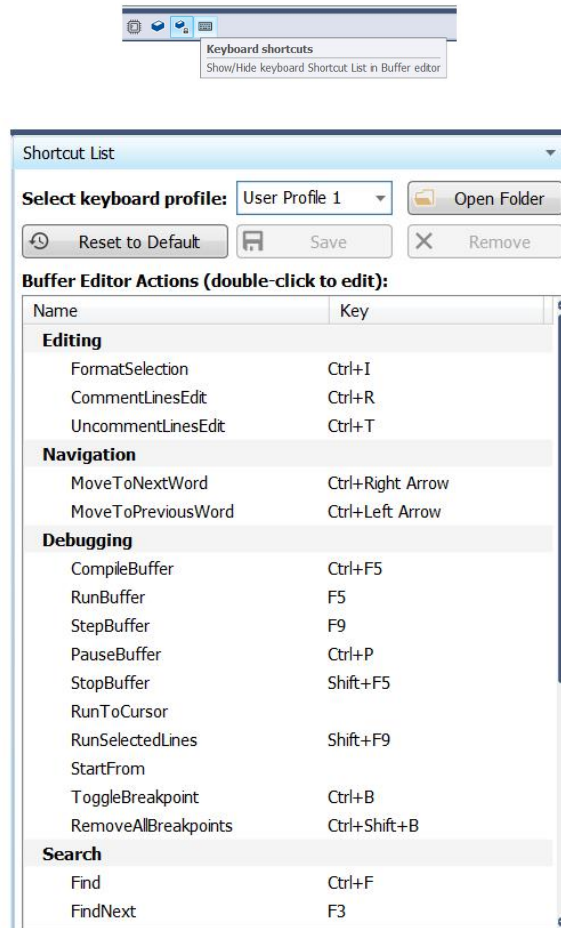 Keyboard shortcuts
Show/Hide keyboard Shortcut List in Buffer editor
Shortcut List
Select keyboard profile: User Profile 1 Open Folder
Reset to Default Save Remove
Buffer Editor Actions (double-click to edit):
Name Key
Editing
FormatSelection Ctrl+I
CommentLinesEdit Ctrl+R
UncommentLinesEdit Ctrl+T
Navigation
MoveToNextWord Ctrl+Right Arrow
MoveToPreviousWord Ctrl+Left Arrow
Debugging
CompileBuffer Ctrl+F5
RunBuffer F5
StepBuffer F9
PauseBuffer Ctrl+P
StopBuffer Shift+F5
RunToCursor
RunSelectedLines Shift+F9
StartFrom
ToggleBreakpoint Ctrl+B
RemoveAllBreakpoints Ctrl+Shift+B
Search
Find Ctrl+F
FindNext F3